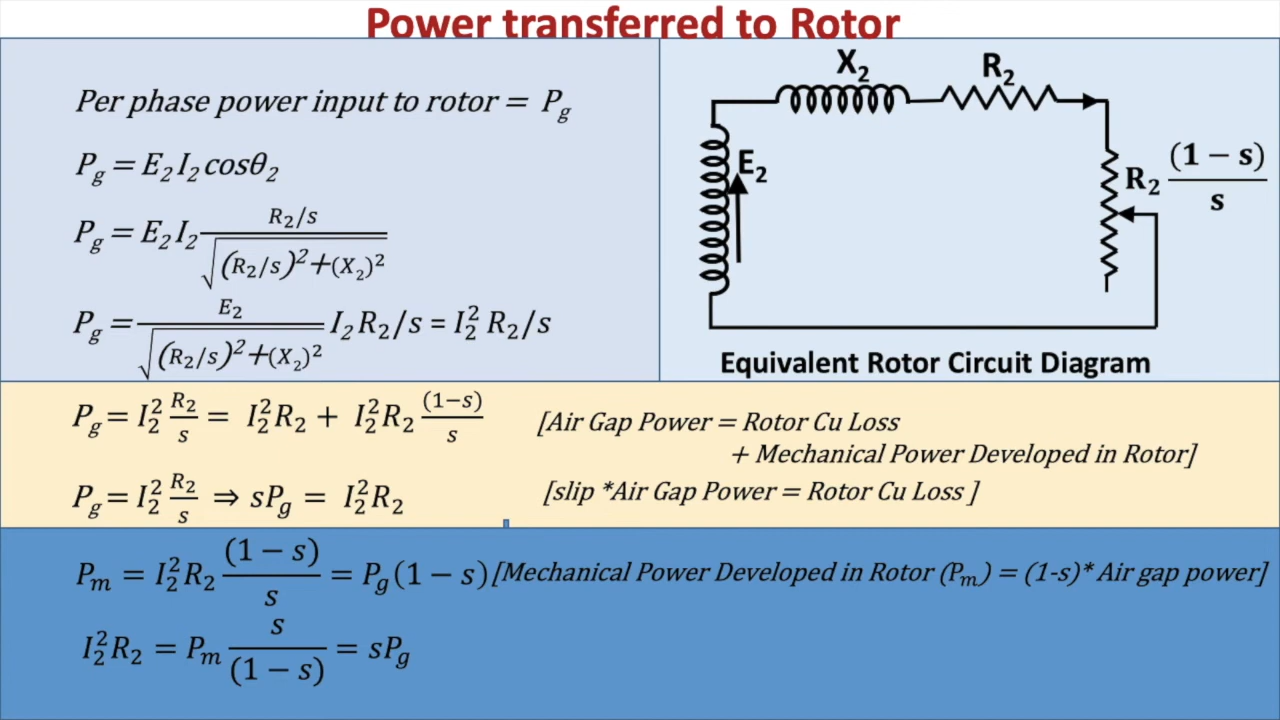 Power transferred to Rotor
Per phase power input to rotor = P_g
P_g = E_2 I_2 cosθ_2
P_g = E_2 I_2 (R_2/s) / √((R_2/s)^2+(X_2)^2)
P_g = E_2 / √((R_2/s)^2+(X_2)^2) I_2 R_2/s = I_2^2 R_2/s
X_2
R_2
E_2
R_2 (1 − s) / s
Equivalent Rotor Circuit Diagram
P_g = I_2^2 R_2/s = I_2^2 R_2 + I_2^2 R_2 (1−s)/s
[Air Gap Power = Rotor Cu Loss
+ Mechanical Power Developed in Rotor]
P_g = I_2^2 R_2/s ⇒ sP_g = I_2^2 R_2
[slip *Air Gap Power = Rotor Cu Loss ]
P_m = I_2^2 R_2 (1 − s)/s = P_g (1 − s) [Mechanical Power Developed in Rotor (P_m) = (1-s)* Air gap power]
I_2^2 R_2 = P_m s/(1 − s) = sP_g